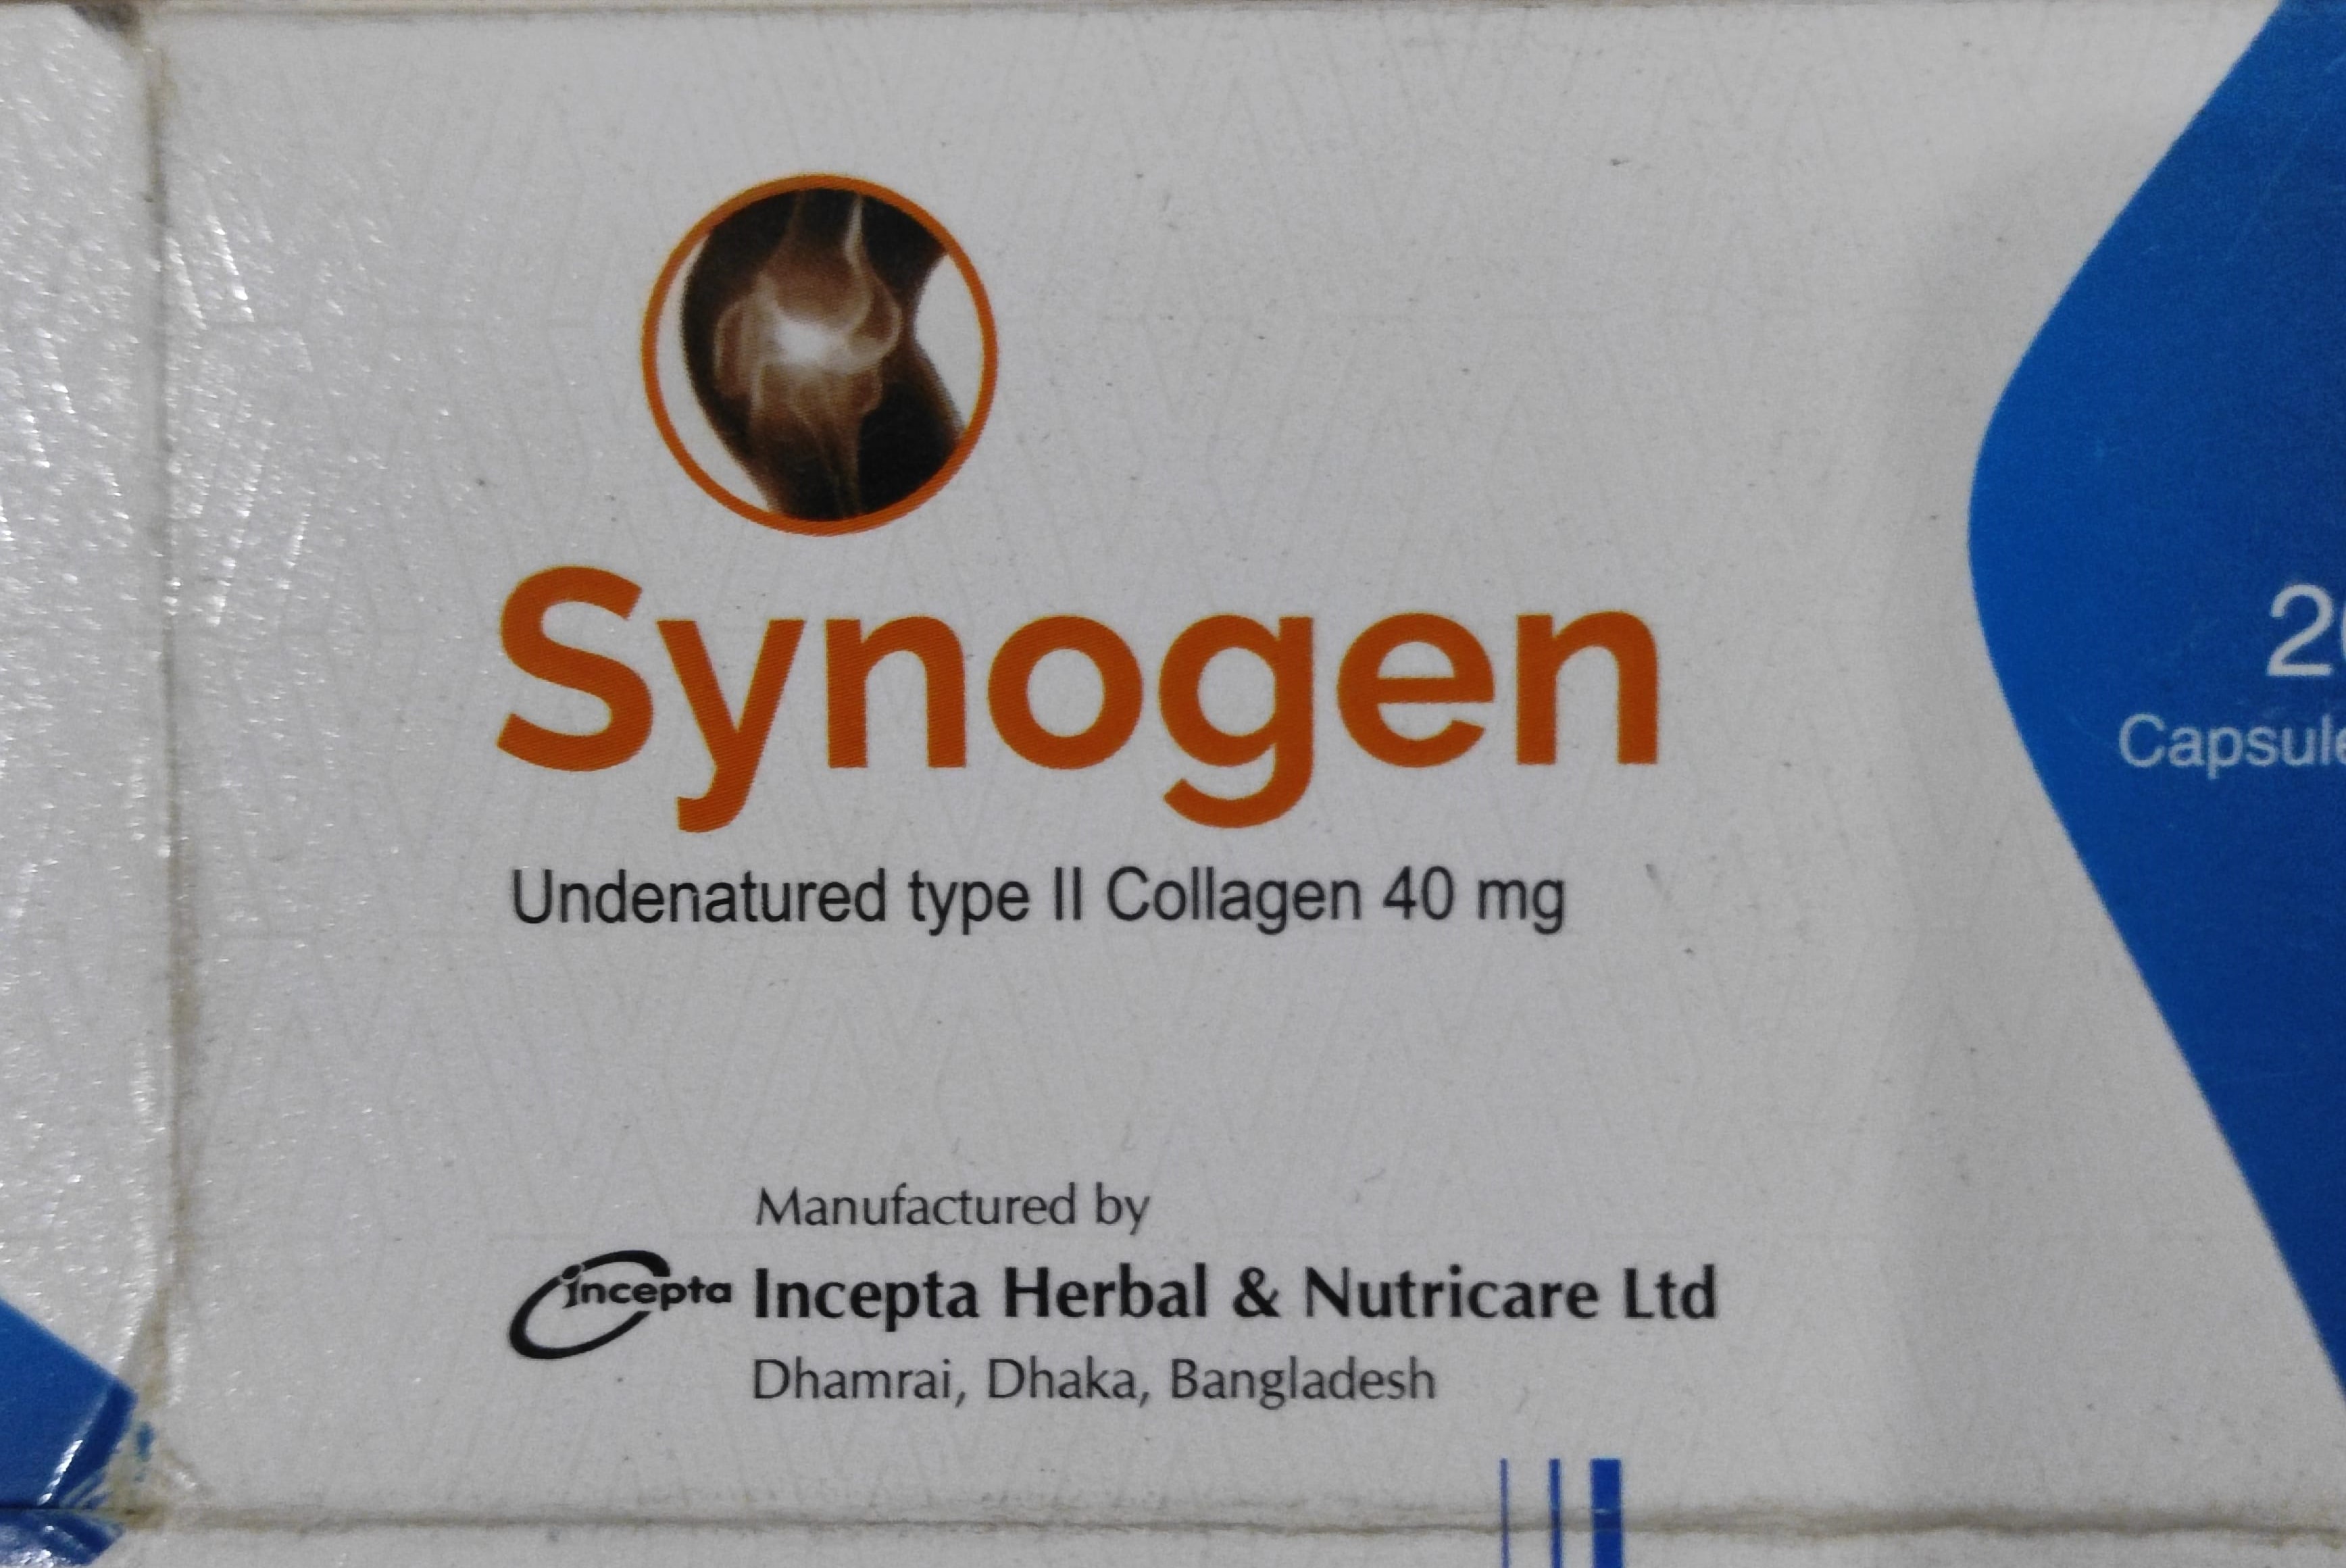 Synogen
Undenatured type II Collagen 40 mg
Manufactured by
incepta
Incepta Herbal & Nutricare Ltd
Dhamrai, Dhaka, Bangladesh